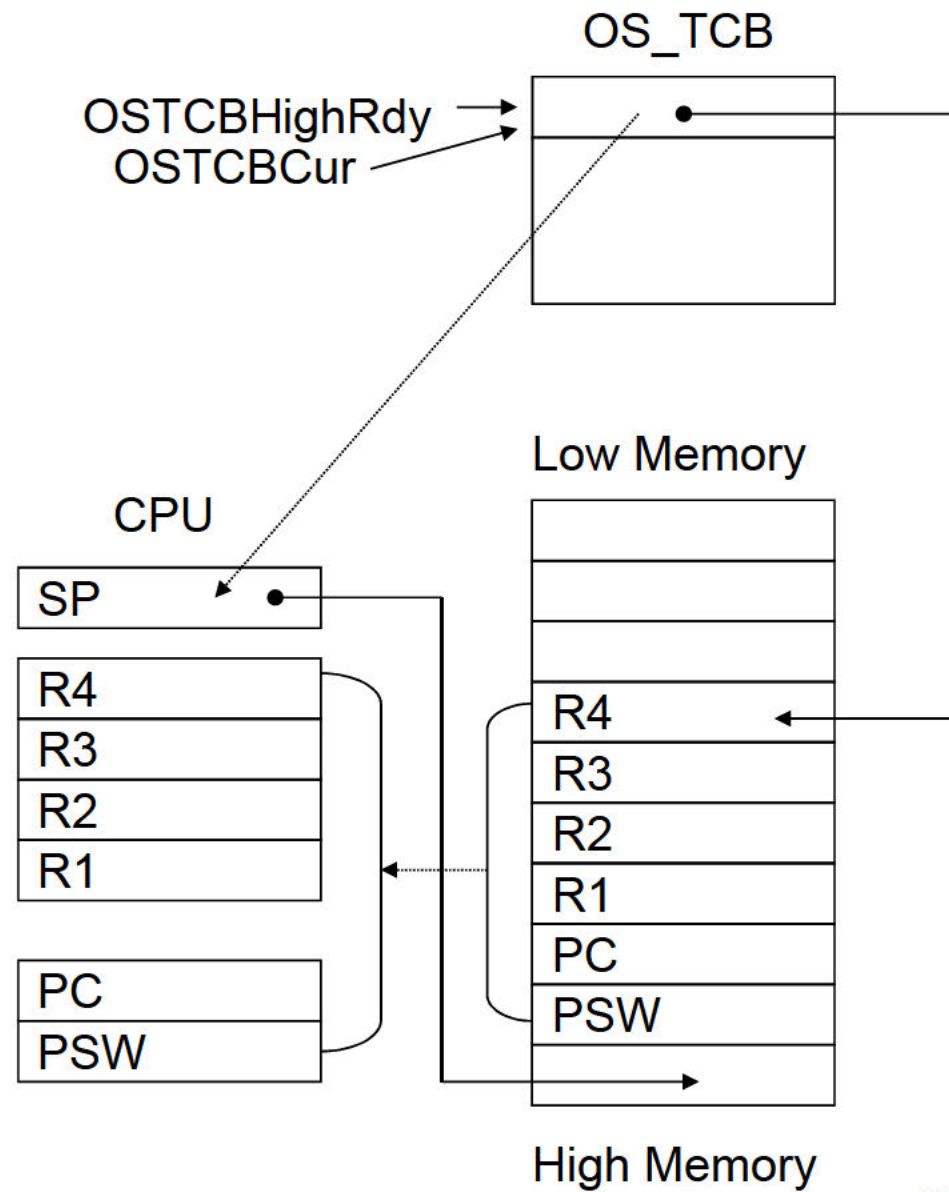 OS_TCB
OSTCBHighRdy
OSTCBCur
Low Memory
CPU
SP
R4
R3
R2
R1
PC
PSW
R4
R3
R2
R1
PC
PSW
High Memory